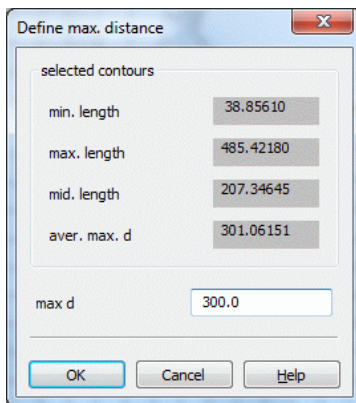 Define max. distance
selected contours
min. length 38.85610
max. length 485.42180
mid. length 207.34645
aver. max. d 301.06151
max d 300.0
OK Cancel Help